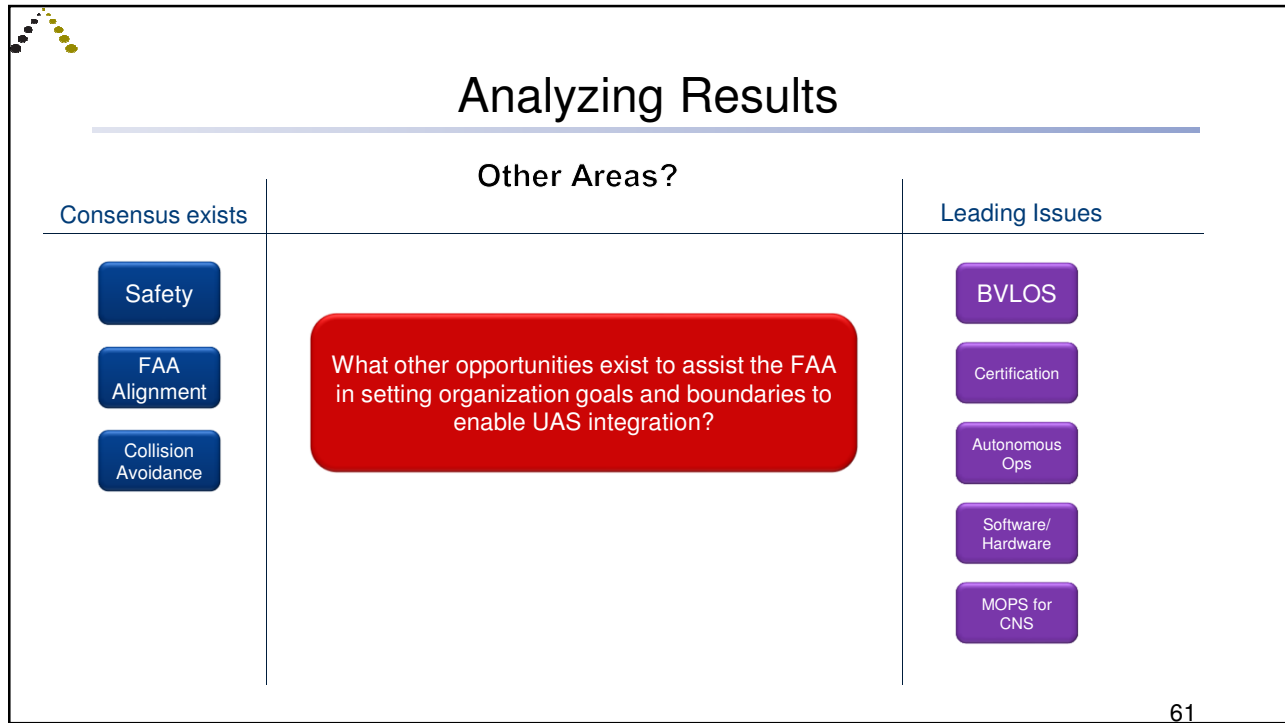 Analyzing Results
Other Areas?
Consensus exists
Leading Issues
Safety
FAA
Alignment
Collision
Avoidance
What other opportunities exist to assist the FAA
in setting organization goals and boundaries to
enable UAS integration?
BVLOS
Certification
Autonomous
Ops
Software/
Hardware
MOPS for
CNS
61